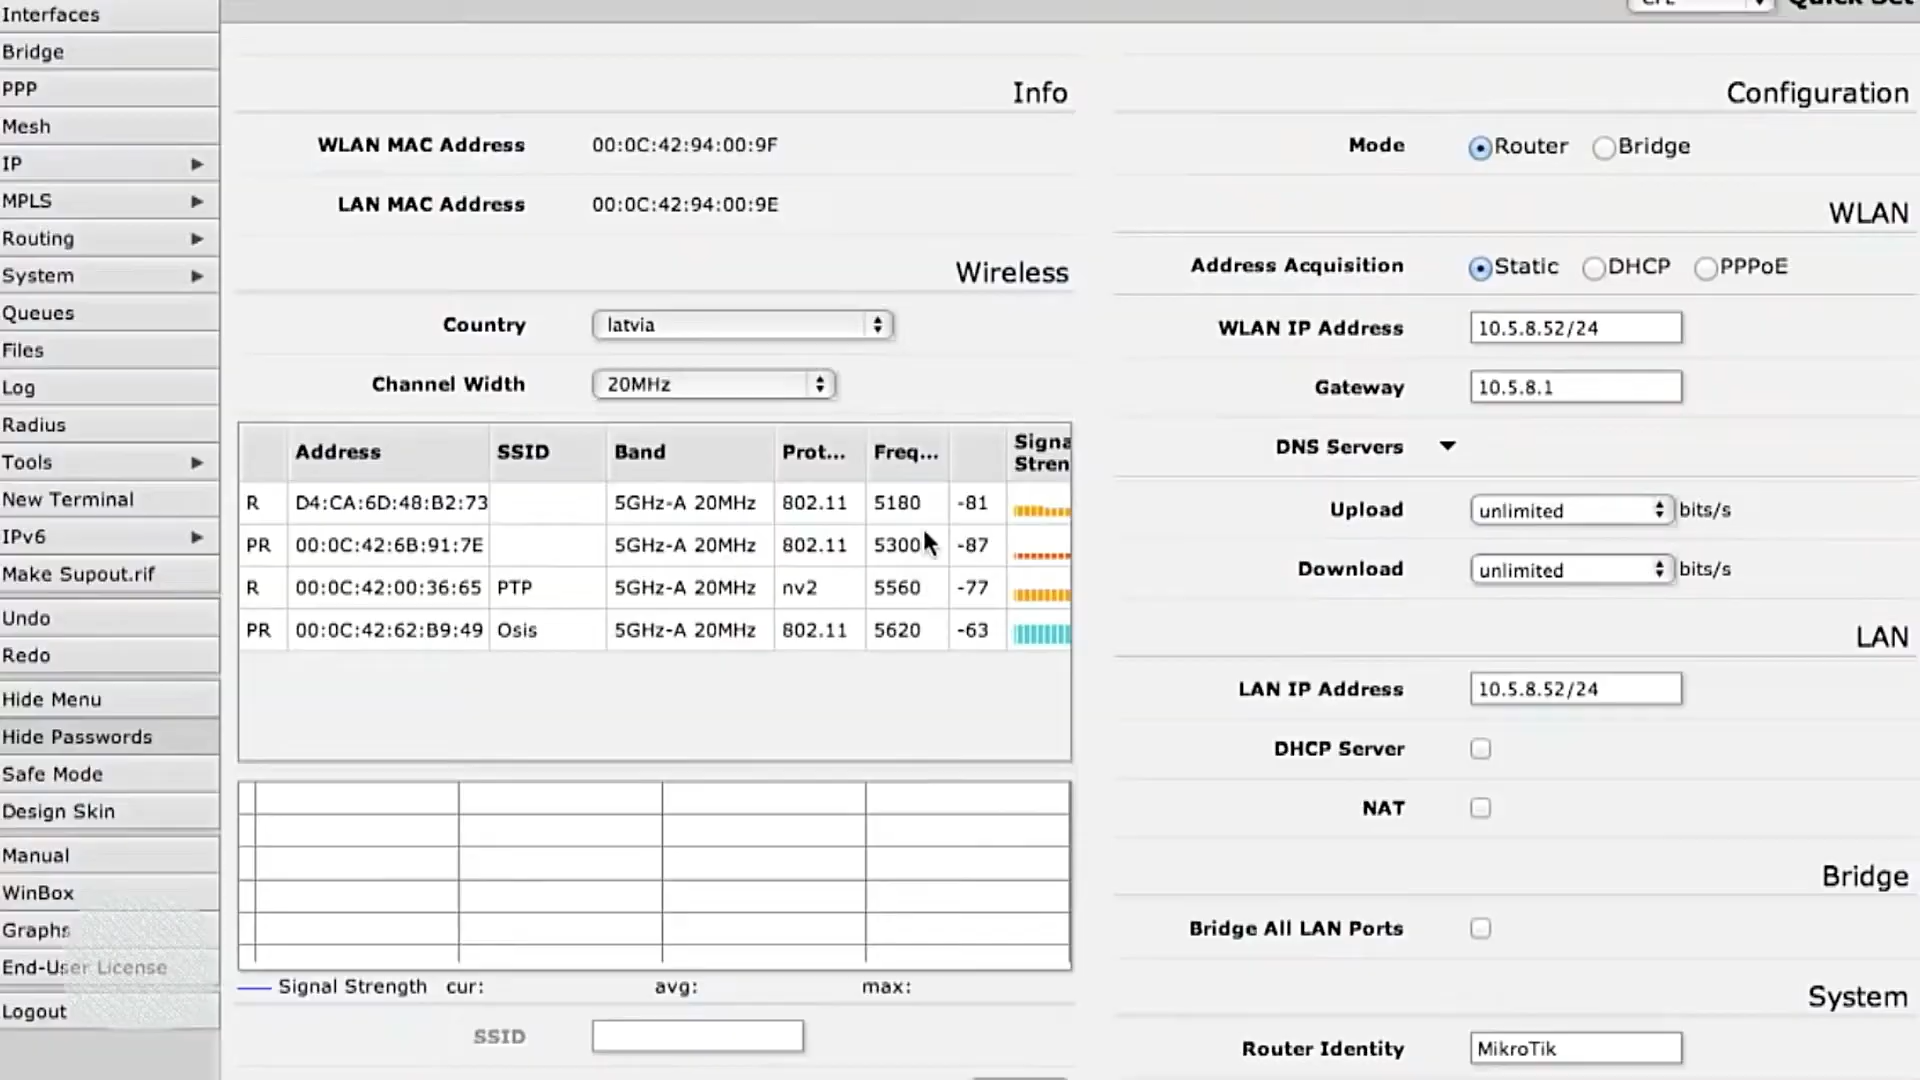 Interfaces
Bridge
PPP
Mesh
IP
MPLS
Routing
System
Queues
Files
Log
Radius
Tools
New Terminal
IPv6
Make Supout.rif
Undo
Redo
Hide Menu
Hide Passwords
Safe Mode
Design Skin
Manual
WinBox
Graphs
End-User License
Logout
Info
WLAN MAC Address 00:0C:42:94:00:9F
LAN MAC Address 00:0C:42:94:00:9E
Wireless
Country latvia
Channel Width 20MHz
Address SSID Band Prot... Freq... Signa
Stren
R D4:CA:6D:48:B2:73 5GHz-A 20MHz 802.11 5180 -81
PR 00:0C:42:6B:91:7E 5GHz-A 20MHz 802.11 5300 -87
R 00:0C:42:00:36:65 PTP 5GHz-A 20MHz nv2 5560 -77
PR 00:0C:42:62:B9:49 Osis 5GHz-A 20MHz 802.11 5620 -63
Signal Strength cur: avg: max:
SSID
CPE Quick Set
Configuration
Mode Router Bridge
WLAN
Address Acquisition Static DHCP PPPoE
WLAN IP Address 10.5.8.52/24
Gateway 10.5.8.1
DNS Servers
Upload unlimited bits/s
Download unlimited bits/s
LAN
LAN IP Address 10.5.8.52/24
DHCP Server
NAT
Bridge
Bridge All LAN Ports
System
Router Identity MikroTik